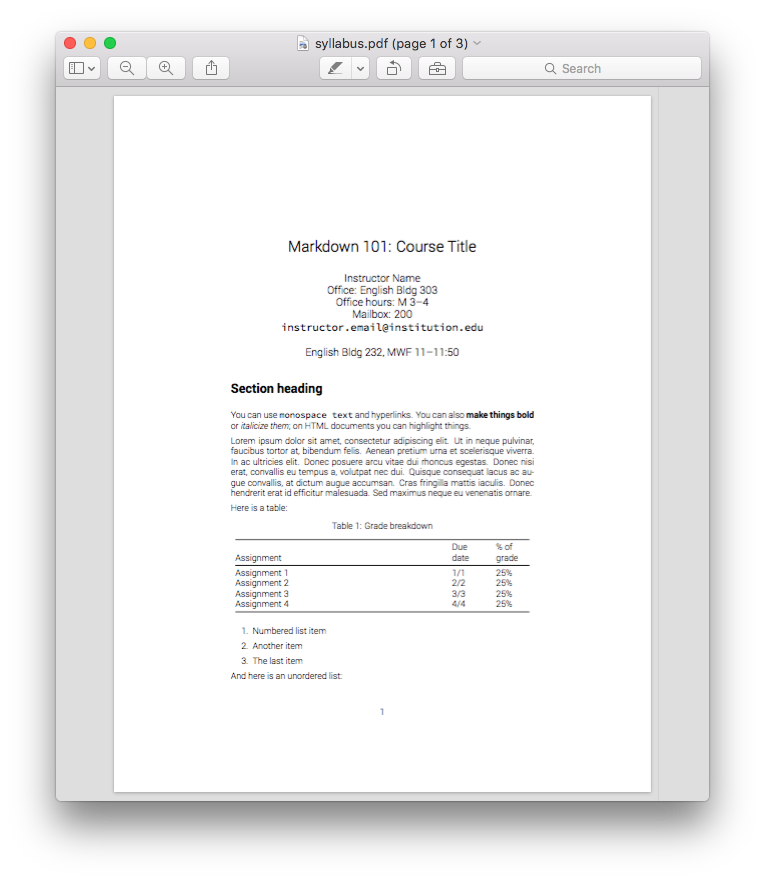 syllabus.pdf (page 1 of 3)
Search
Markdown 101: Course Title
Instructor Name
Office: English Bldg 303
Office hours: M 3–4
Mailbox: 200
instructor.email@institution.edu
English Bldg 232, MWF 11–11:50
Section heading
You can use monospace text and hyperlinks. You can also make things bold
or italicize them; on HTML documents you can highlight things.
Lorem ipsum dolor sit amet, consectetur adipiscing elit. Ut in neque pulvinar,
faucibus tortor at, bibendum felis. Aenean pretium urna et scelerisque viverra.
In ac ultricies elit. Donec posuere arcu vitae dui rhoncus egestas. Donec nisi
erat, convallis eu tempus a, volutpat nec dui. Quisque consequat lacus ac au-
gue convallis, at dictum augue accumsan. Cras fringilla mattis iaculis. Donec
hendrerit erat id efficitur malesuada. Sed maximus neque eu venenatis ornare.
Here is a table:
Table 1: Grade breakdown
Due % of
Assignment date grade
Assignment 1 1/1 25%
Assignment 2 2/2 25%
Assignment 3 3/3 25%
Assignment 4 4/4 25%
1. Numbered list item
2. Another item
3. The last item
And here is an unordered list:
1